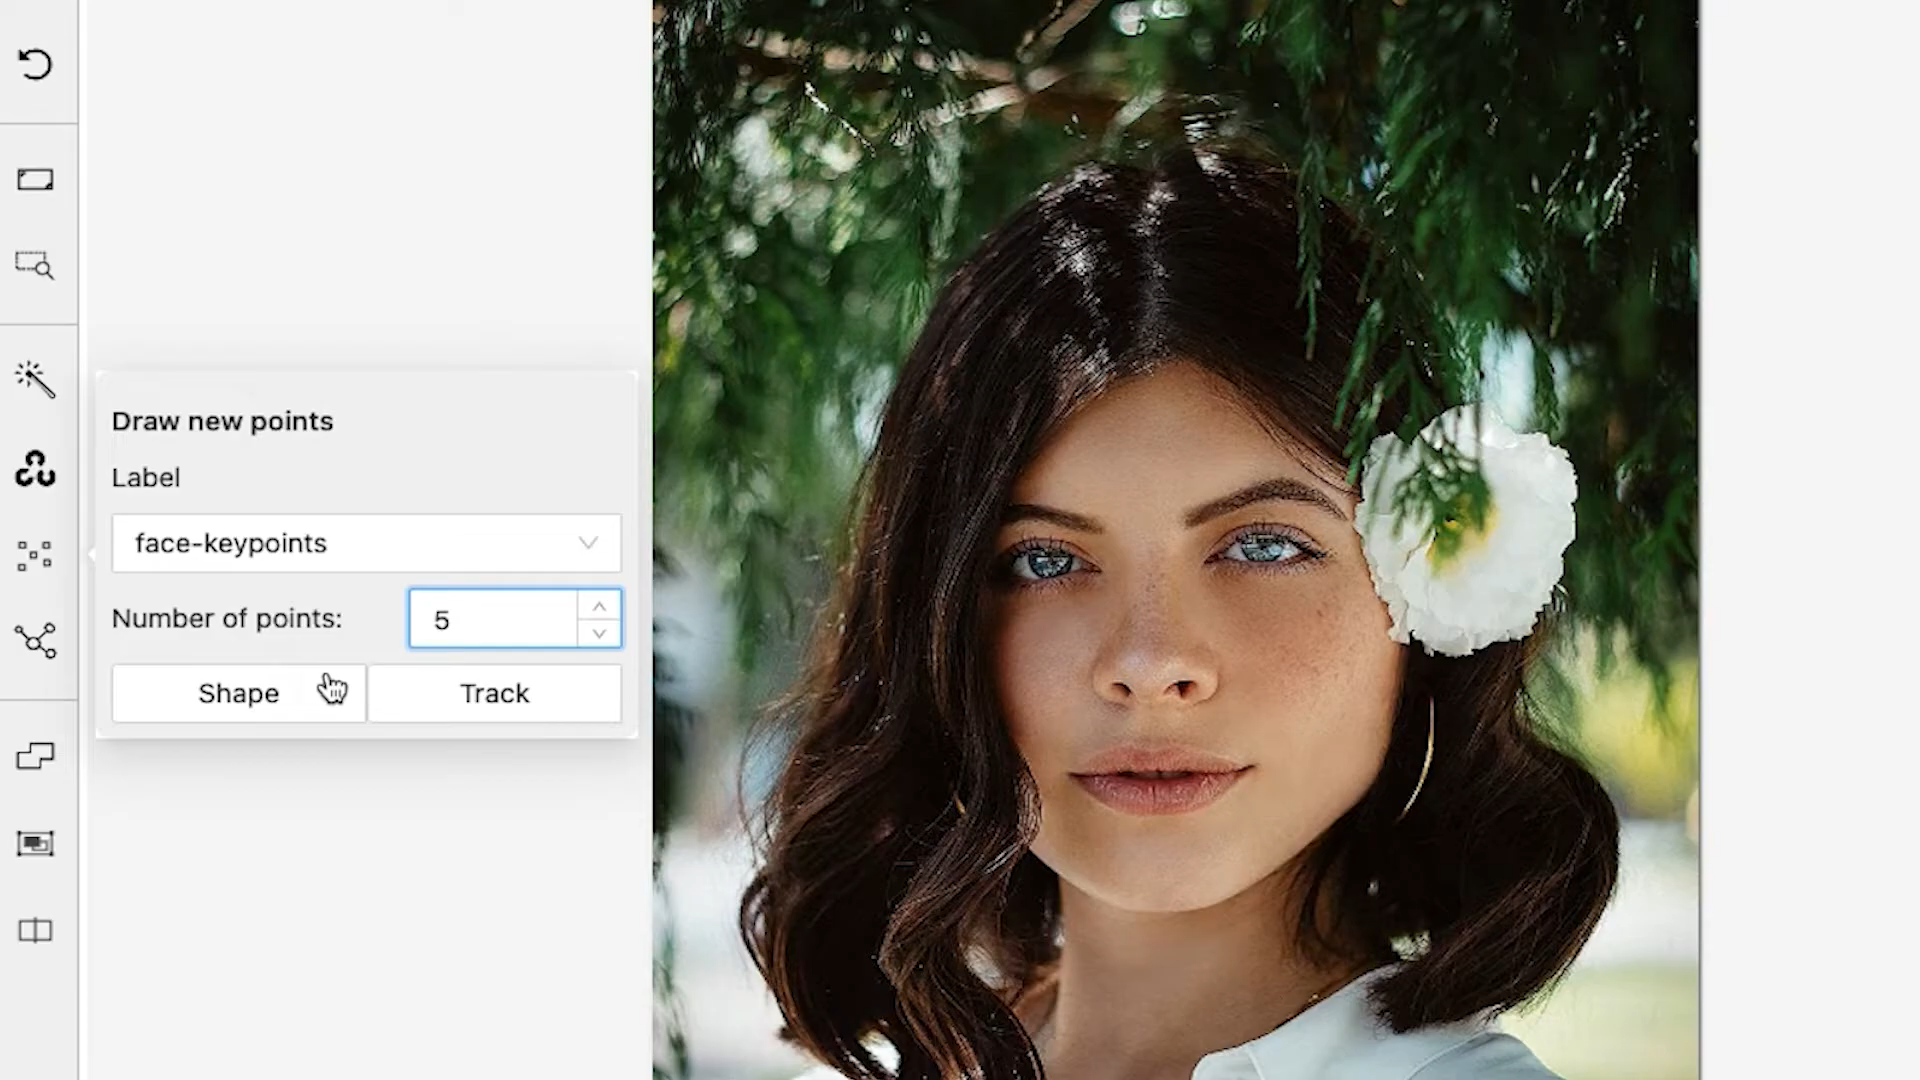 Draw new points
Label
face-keypoints
Number of points:
5
Shape
Track